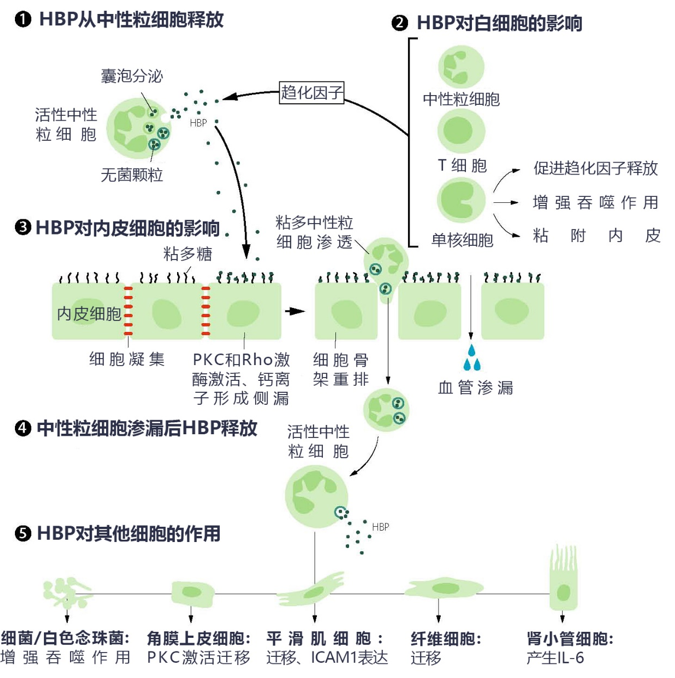 ❶ HBP从中性粒细胞释放
❷ HBP对白细胞的影响
囊泡分泌
活性中性
粒细胞
HBP
趋化因子
无菌颗粒
中性粒细胞
T细胞
单核细胞
促进趋化因子释放
增强吞噬作用
粘附内皮
❸ HBP对内皮细胞的影响
粘多糖
粘多中性粒
细胞渗透
内皮细胞
细胞凝集
PKC和Rho激
酶激活、钙离
子形成侧漏
细胞骨
架重排
血管渗漏
❹ 中性粒细胞渗漏后HBP释放
活性中性
粒细胞
HBP
❺ HBP对其他细胞的作用
细菌/白色念珠菌:
增强吞噬作用
角膜上皮细胞:
PKC激活迁移
平滑肌细胞:
迁移、ICAM1表达
纤维细胞:
迁移
肾小管细胞:
产生IL-6